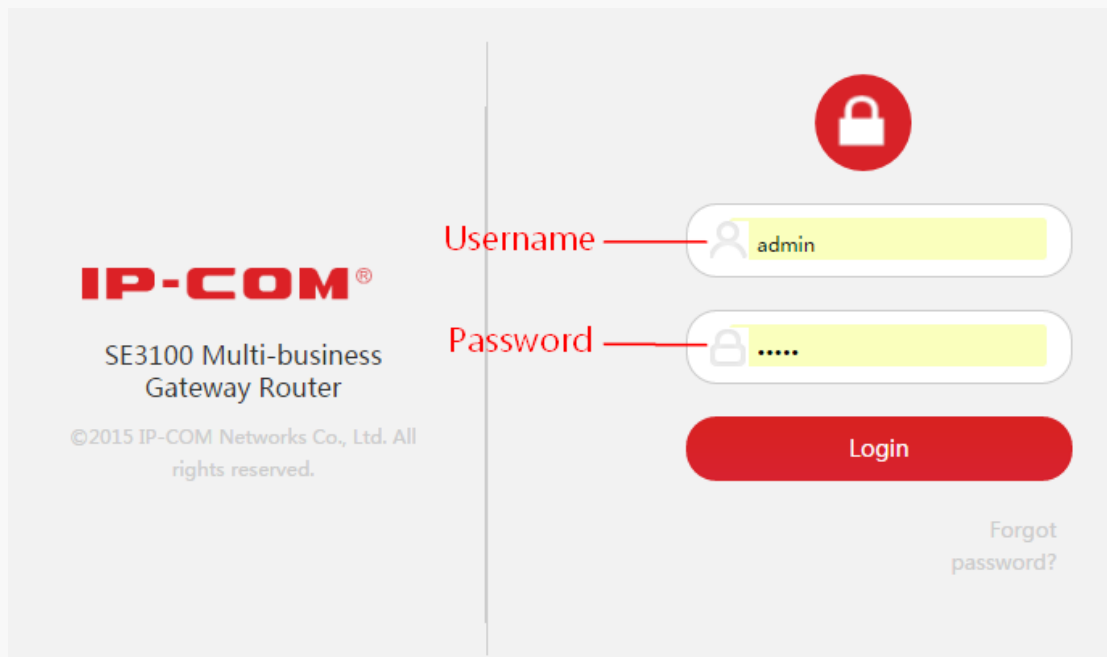 IP-COM®
SE3100 Multi-business
Gateway Router
©2015 IP-COM Networks Co., Ltd. All
rights reserved.
Username
admin
Password
•••••
Login
Forgot
password?